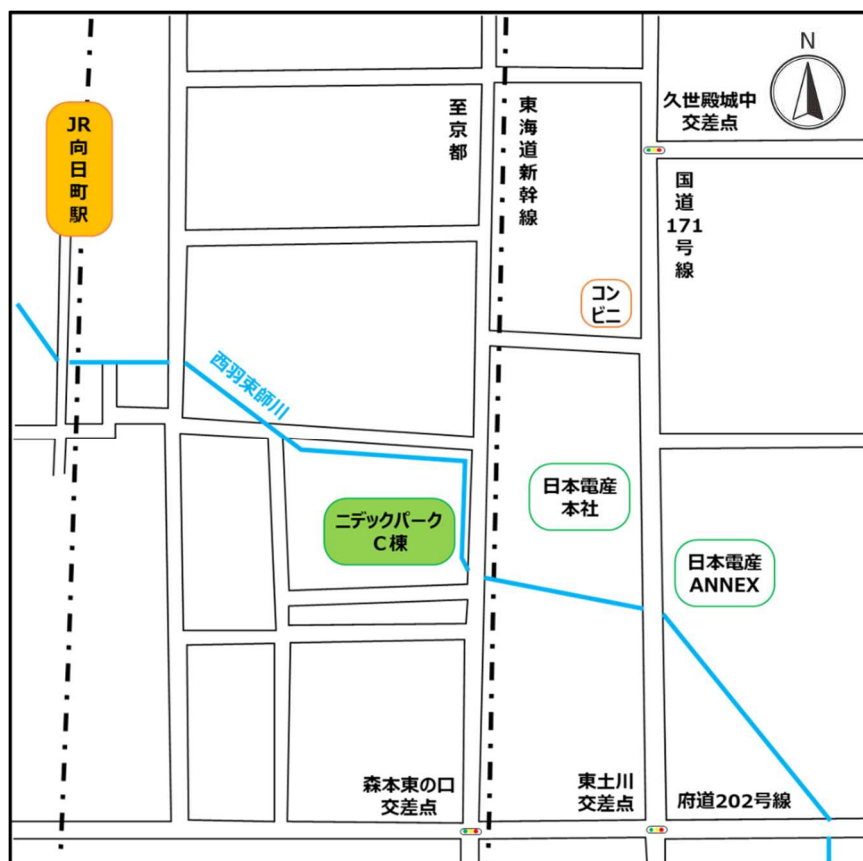 N
JR
向
日
町
駅
至
京
都
東
海
道
新
幹
線
久世殿城中
交差点
国
道
171
号
線
コン
ビニ
西羽束師川
ニデックパーク
C棟
日本電産
本社
日本電産
ANNEX
森本東の口
交差点
東土川
交差点
府道202号線